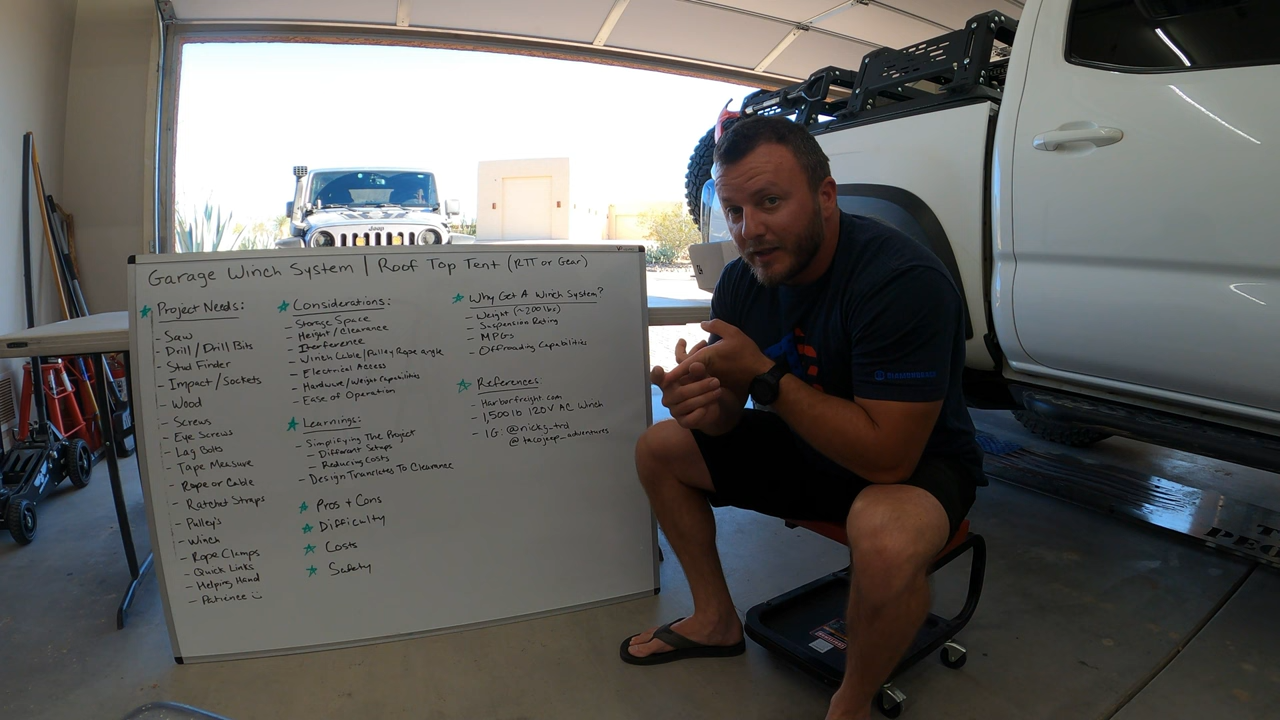 Garage Winch System | Roof Top Tent (RTT or Gear)
Project Needs:
- Saw
- Drill/Drill Bits
- Stud Finder
- Impact/Sockets
- Wood
- Screws
- Eye Screws
- Lag Bolts
- Tape Measure
- Rope or Cable
- Ratchet Straps
- Pulley's
- Winch
- Rope Clamps
- Quick Links
- Helping Hand
- Patience
Considerations:
- Storage Space
- Height/Clearance
- Interference
- Winch Cable/Pulley Rope angle
- Electrical Access
- Hardware/Weight Capabilities
- Ease of Operation
Learnings:
- Simplifying The Project
- Different Setups
- Reducing Costs
- Design Translates To Clearance
Pros + Cons
Difficulty
Costs
Safety
Why Get A Winch System?
- Weight (~200 lbs)
- Suspension Rating
- MPGs
- Offroading Capabilities
References:
- Harborfreight.com
- 1,500 lb 120V AC Winch
- IG: @nicks_trd
@tacojeep_adventures
Jeep